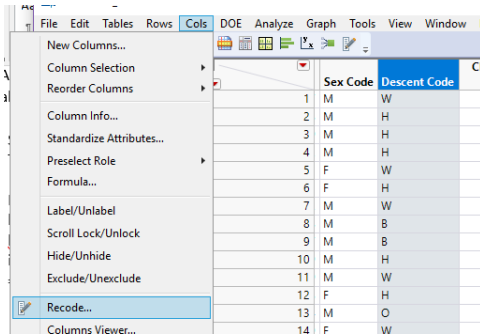 File Edit Tables Rows Cols DOE Analyze Graph Tools View Window
New Columns...
Column Selection
Reorder Columns
Column Info...
Standardize Attributes...
Preselect Role
Formula...
Label/Unlabel
Scroll Lock/Unlock
Hide/Unhide
Exclude/Unexclude
Recode...
Columns Viewer...
Sex Code Descent Code C
1 M W
2 M H
3 M H
4 M H
5 F W
6 F H
7 M W
8 M B
9 M B
10 M H
11 M W
12 F H
13 M O
14 F W